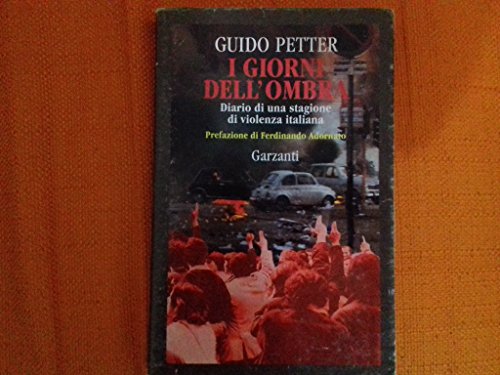 GUIDO PETTER
I GIORNI
DELL'OMBRA
Diario di una stagione
di violenza italiana
Prefazione di Ferdinando Adornato
Garzanti